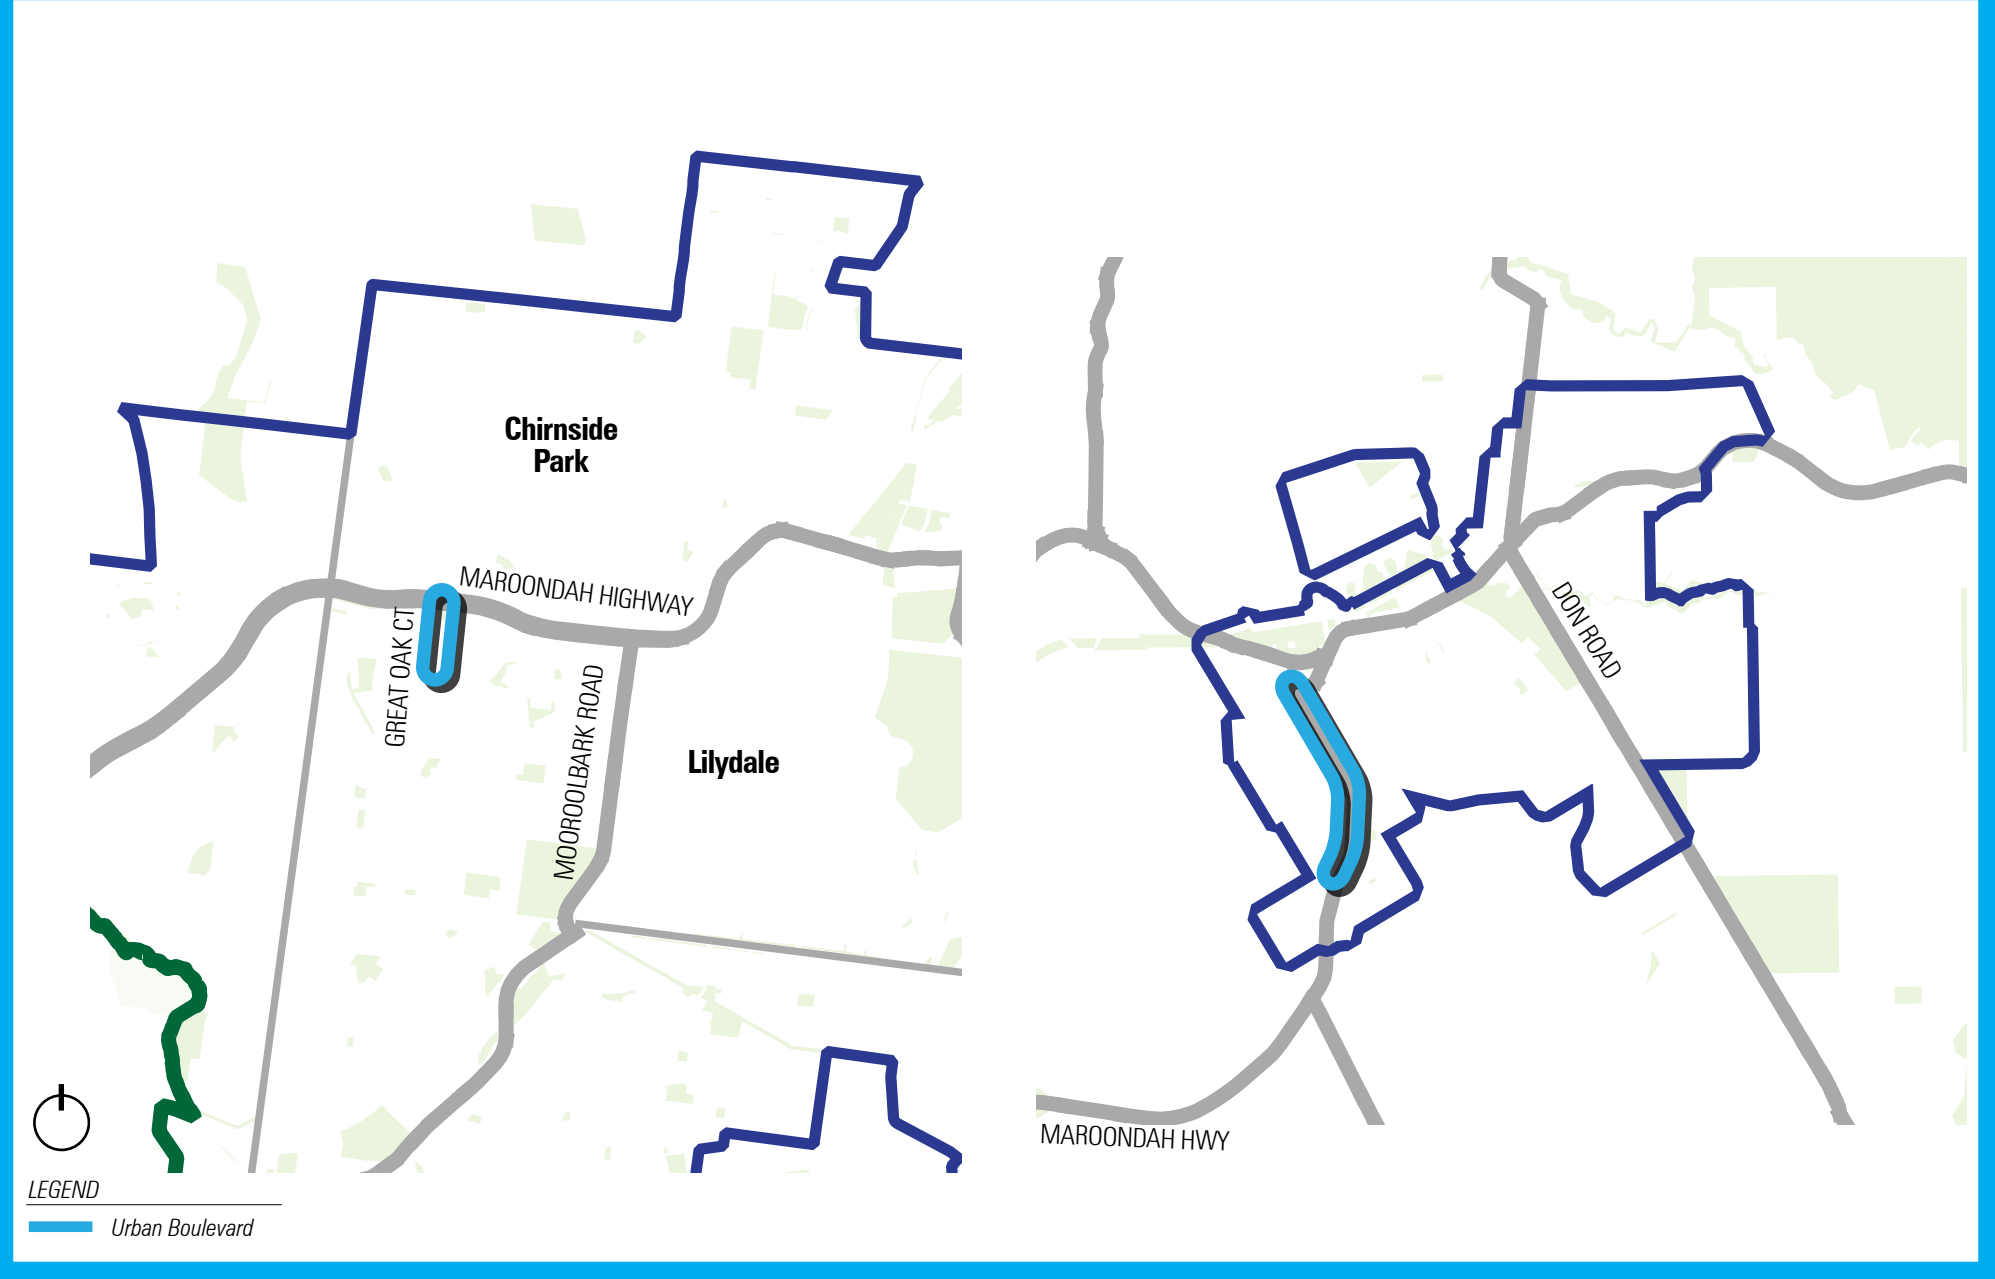 Chirnside
Park
MAROONDAH HIGHWAY
GREAT OAK CT
MOOROOLBARK ROAD
Lilydale
DON ROAD
MAROONDAH HWY
LEGEND
Urban Boulevard